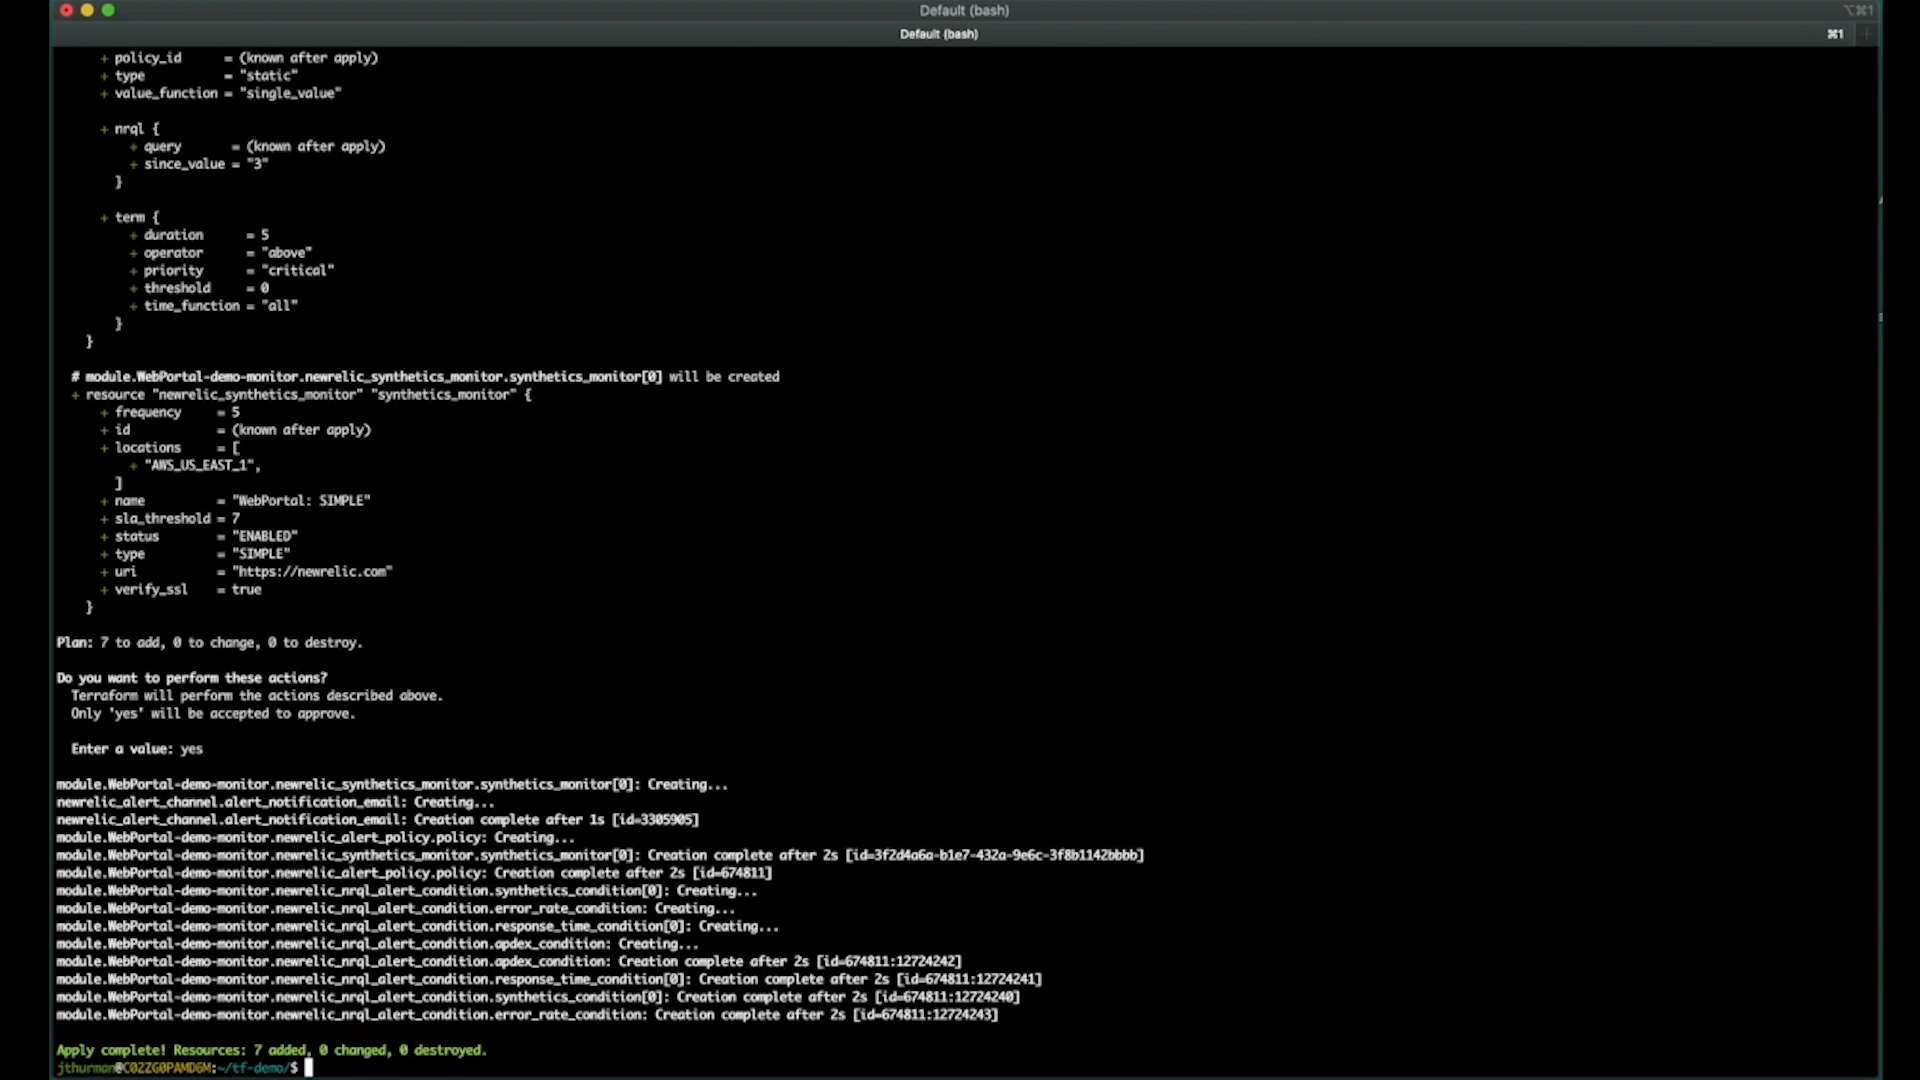 Default (bash)
⌥⌘1
Default (bash)
⌘1
+
+ policy_id      = (known after apply)
+ type           = "static"
+ value_function = "single_value"
+ nrql {
+ query       = (known after apply)
+ since_value = "3"
}
+ term {
+ duration      = 5
+ operator      = "above"
+ priority      = "critical"
+ threshold     = 0
+ time_function = "all"
}
}
# module.WebPortal-demo-monitor.newrelic_synthetics_monitor.synthetics_monitor[0] will be created
+ resource "newrelic_synthetics_monitor" "synthetics_monitor" {
+ frequency     = 5
+ id            = (known after apply)
+ locations     = [
+ "AWS_US_EAST_1",
]
+ name          = "WebPortal: SIMPLE"
+ sla_threshold = 7
+ status        = "ENABLED"
+ type          = "SIMPLE"
+ uri           = "https://newrelic.com"
+ verify_ssl    = true
}
Plan: 7 to add, 0 to change, 0 to destroy.
Do you want to perform these actions?
Terraform will perform the actions described above.
Only 'yes' will be accepted to approve.
Enter a value: yes
module.WebPortal-demo-monitor.newrelic_synthetics_monitor.synthetics_monitor[0]: Creating...
newrelic_alert_channel.alert_notification_email: Creating...
newrelic_alert_channel.alert_notification_email: Creation complete after 1s [id=3305905]
module.WebPortal-demo-monitor.newrelic_alert_policy.policy: Creating...
module.WebPortal-demo-monitor.newrelic_synthetics_monitor.synthetics_monitor[0]: Creation complete after 2s [id=3f2d4a6a-b1e7-432a-9e6c-3f8b1142bbbb]
module.WebPortal-demo-monitor.newrelic_alert_policy.policy: Creation complete after 2s [id=674811]
module.WebPortal-demo-monitor.newrelic_nrql_alert_condition.synthetics_condition[0]: Creating...
module.WebPortal-demo-monitor.newrelic_nrql_alert_condition.error_rate_condition: Creating...
module.WebPortal-demo-monitor.newrelic_nrql_alert_condition.response_time_condition[0]: Creating...
module.WebPortal-demo-monitor.newrelic_nrql_alert_condition.apdex_condition: Creating...
module.WebPortal-demo-monitor.newrelic_nrql_alert_condition.apdex_condition: Creation complete after 2s [id=674811:12724242]
module.WebPortal-demo-monitor.newrelic_nrql_alert_condition.response_time_condition[0]: Creation complete after 2s [id=674811:12724241]
module.WebPortal-demo-monitor.newrelic_nrql_alert_condition.synthetics_condition[0]: Creation complete after 2s [id=674811:12724240]
module.WebPortal-demo-monitor.newrelic_nrql_alert_condition.error_rate_condition: Creation complete after 2s [id=674811:12724243]
Apply complete! Resources: 7 added, 0 changed, 0 destroyed.
jthurman@C02ZG0PAMD6M:~/tf-demo/$